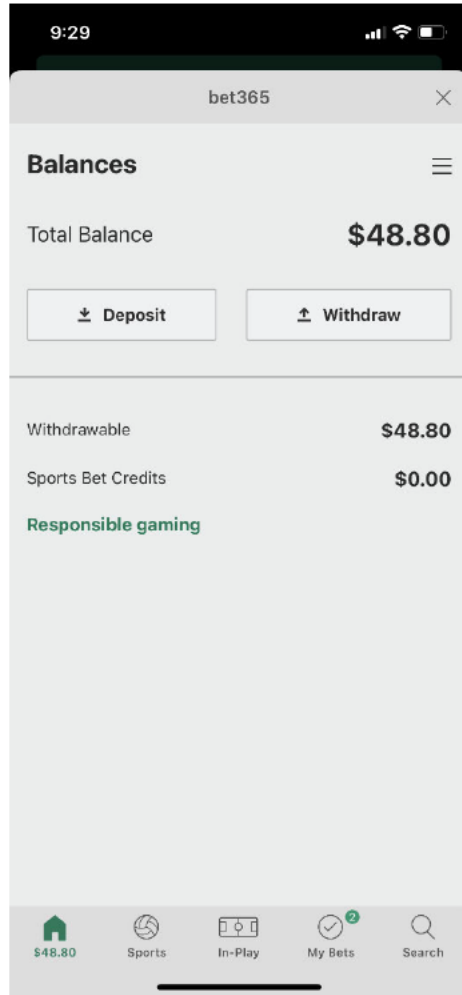 9:29
bet365
Balances
Total Balance $48.80
Deposit Withdraw
Withdrawable $48.80
Sports Bet Credits $0.00
Responsible gaming
2
$48.80 Sports In-Play My Bets Search